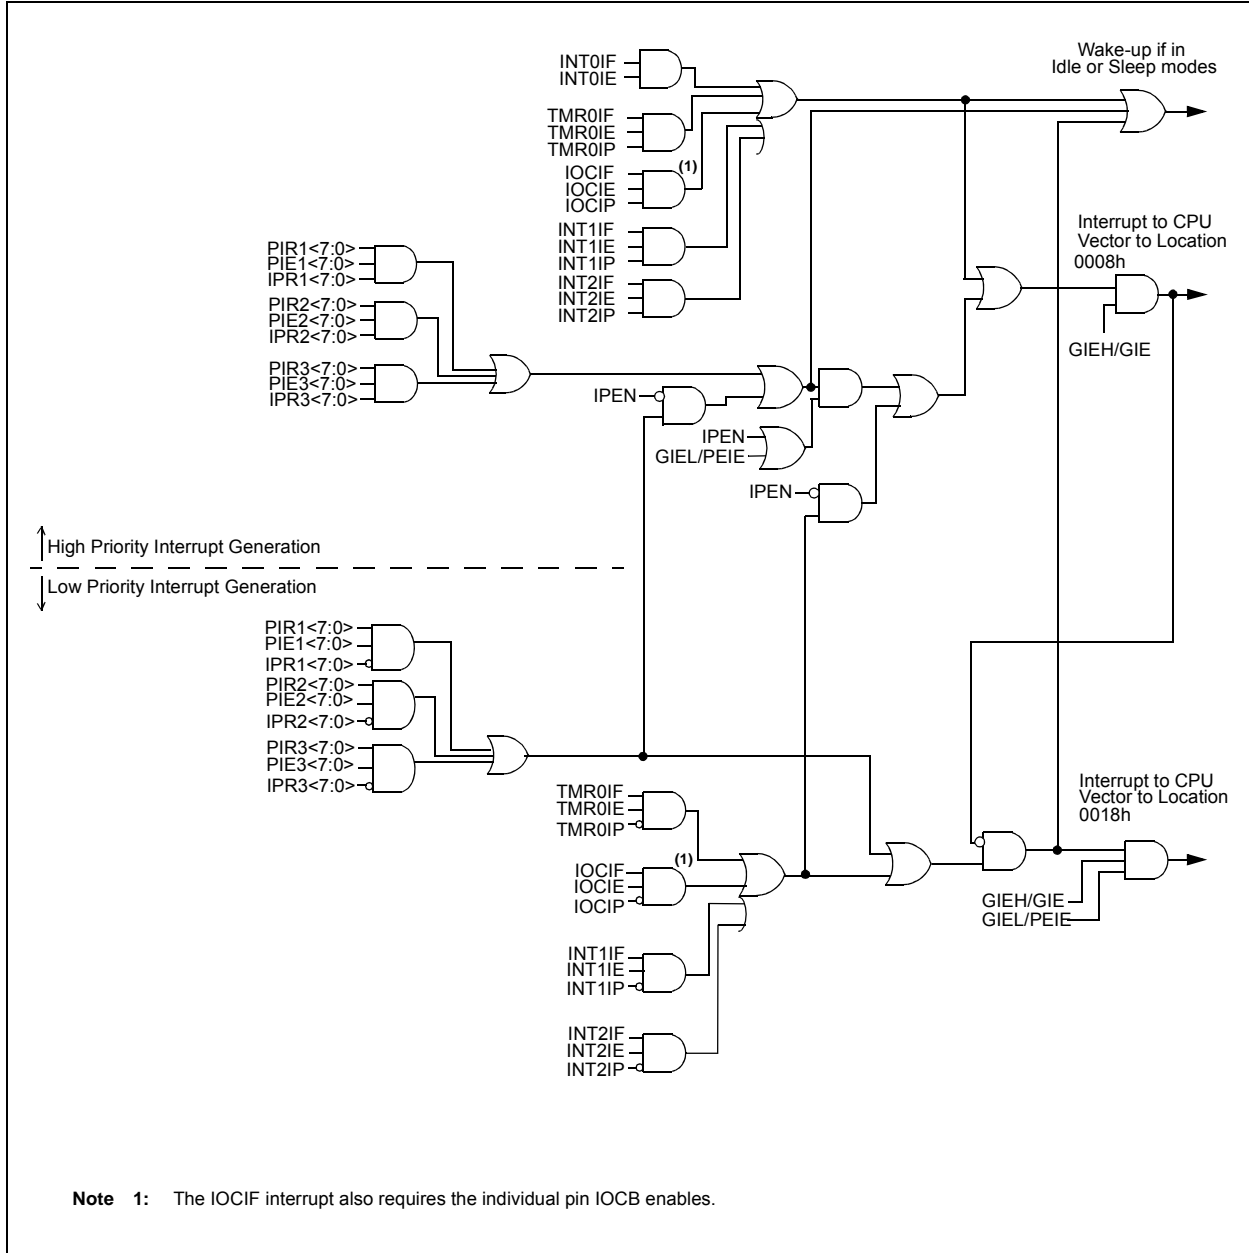 Wake-up if in
Idle or Sleep modes
INT0IF
INT0IE
TMR0IF
TMR0IE
TMR0IP
(1)
IOCIF
IOCIE
IOCIP
INT1IF
INT1IE
INT1IP
INT2IF
INT2IE
INT2IP
Interrupt to CPU
Vector to Location
0008h
GIEH/GIE
PIR1<7:0>
PIE1<7:0>
IPR1<7:0>
PIR2<7:0>
PIE2<7:0>
IPR2<7:0>
PIR3<7:0>
PIE3<7:0>
IPR3<7:0>
IPEN
IPEN
GIEL/PEIE
IPEN
High Priority Interrupt Generation
Low Priority Interrupt Generation
PIR1<7:0>
PIE1<7:0>
IPR1<7:0>
PIR2<7:0>
PIE2<7:0>
IPR2<7:0>
PIR3<7:0>
PIE3<7:0>
IPR3<7:0>
TMR0IF
TMR0IE
TMR0IP
(1)
IOCIF
IOCIE
IOCIP
INT1IF
INT1IE
INT1IP
INT2IF
INT2IE
INT2IP
Interrupt to CPU
Vector to Location
0018h
GIEH/GIE
GIEL/PEIE
Note 1: The IOCIF interrupt also requires the individual pin IOCB enables.